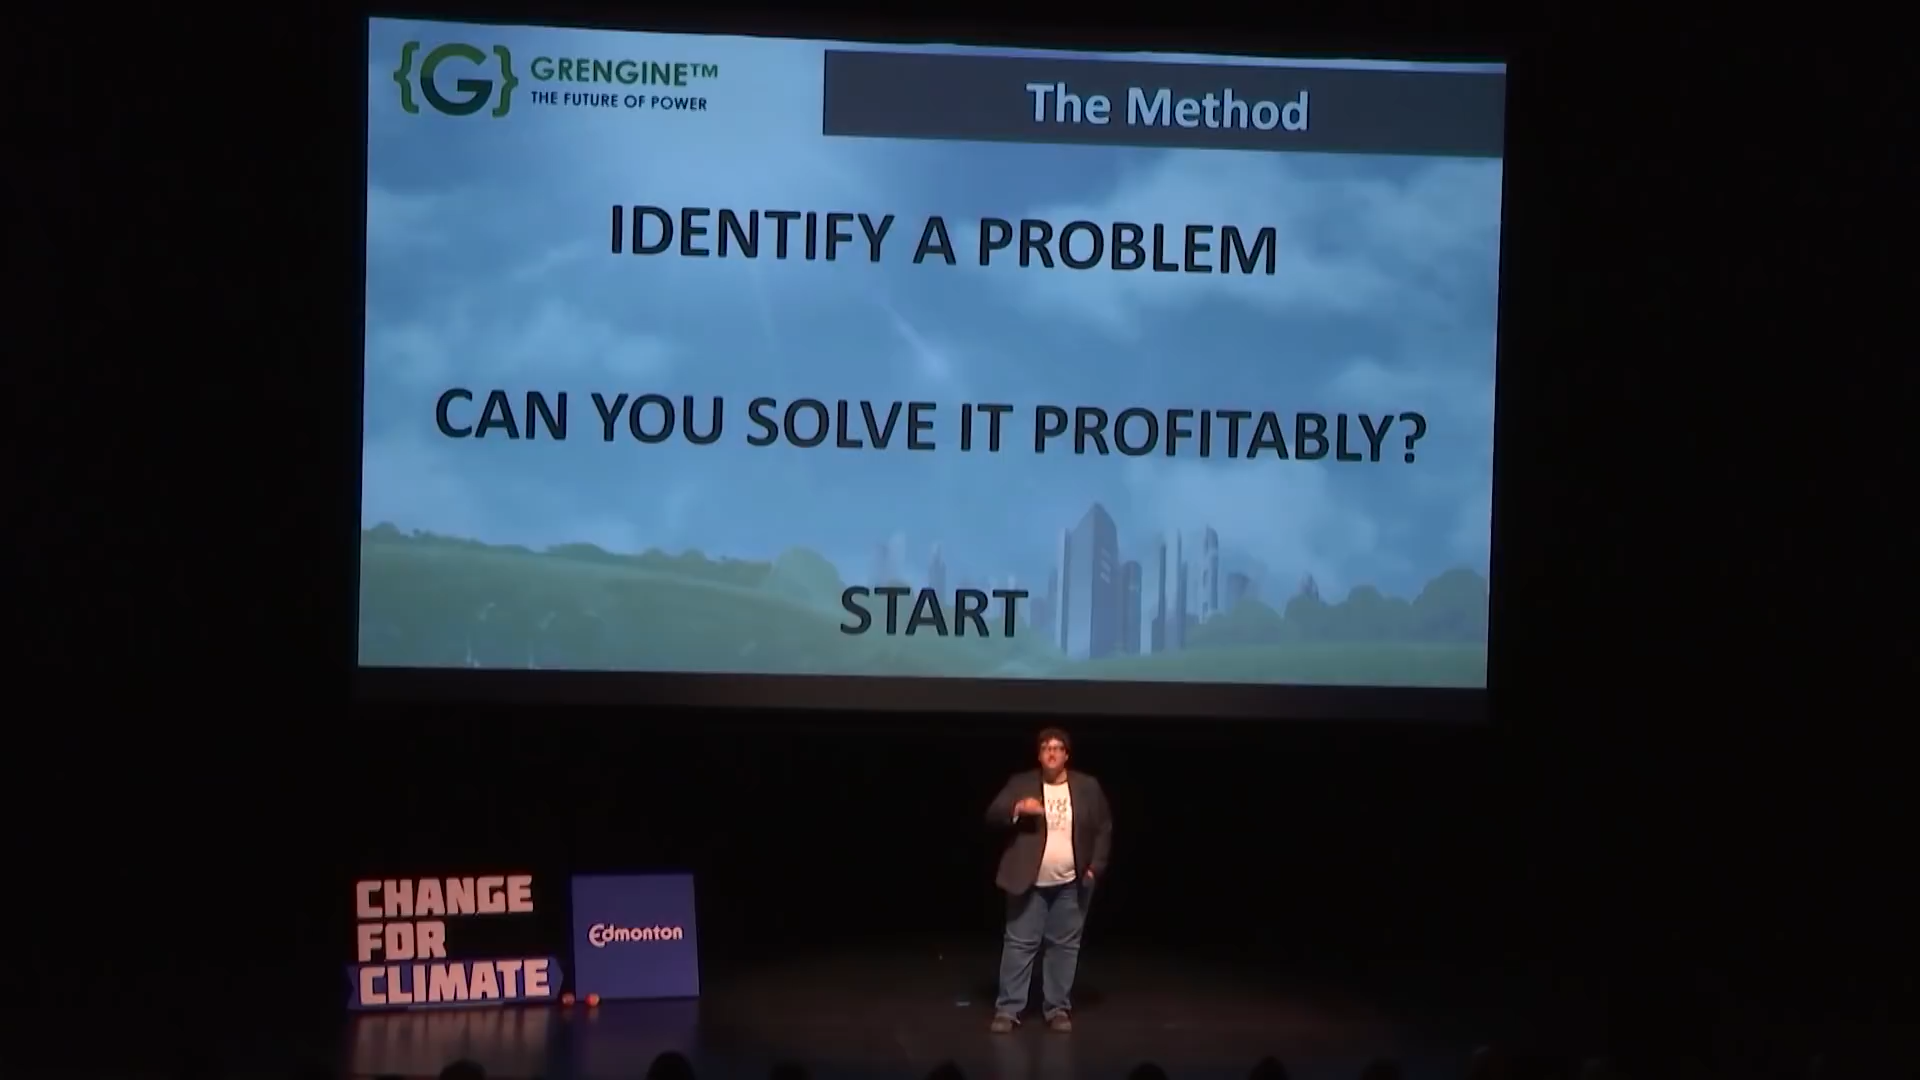 {G} GRENGINE™
THE FUTURE OF POWER
The Method
IDENTIFY A PROBLEM
CAN YOU SOLVE IT PROFITABLY?
START
CHANGE
FOR
CLIMATE
Edmonton